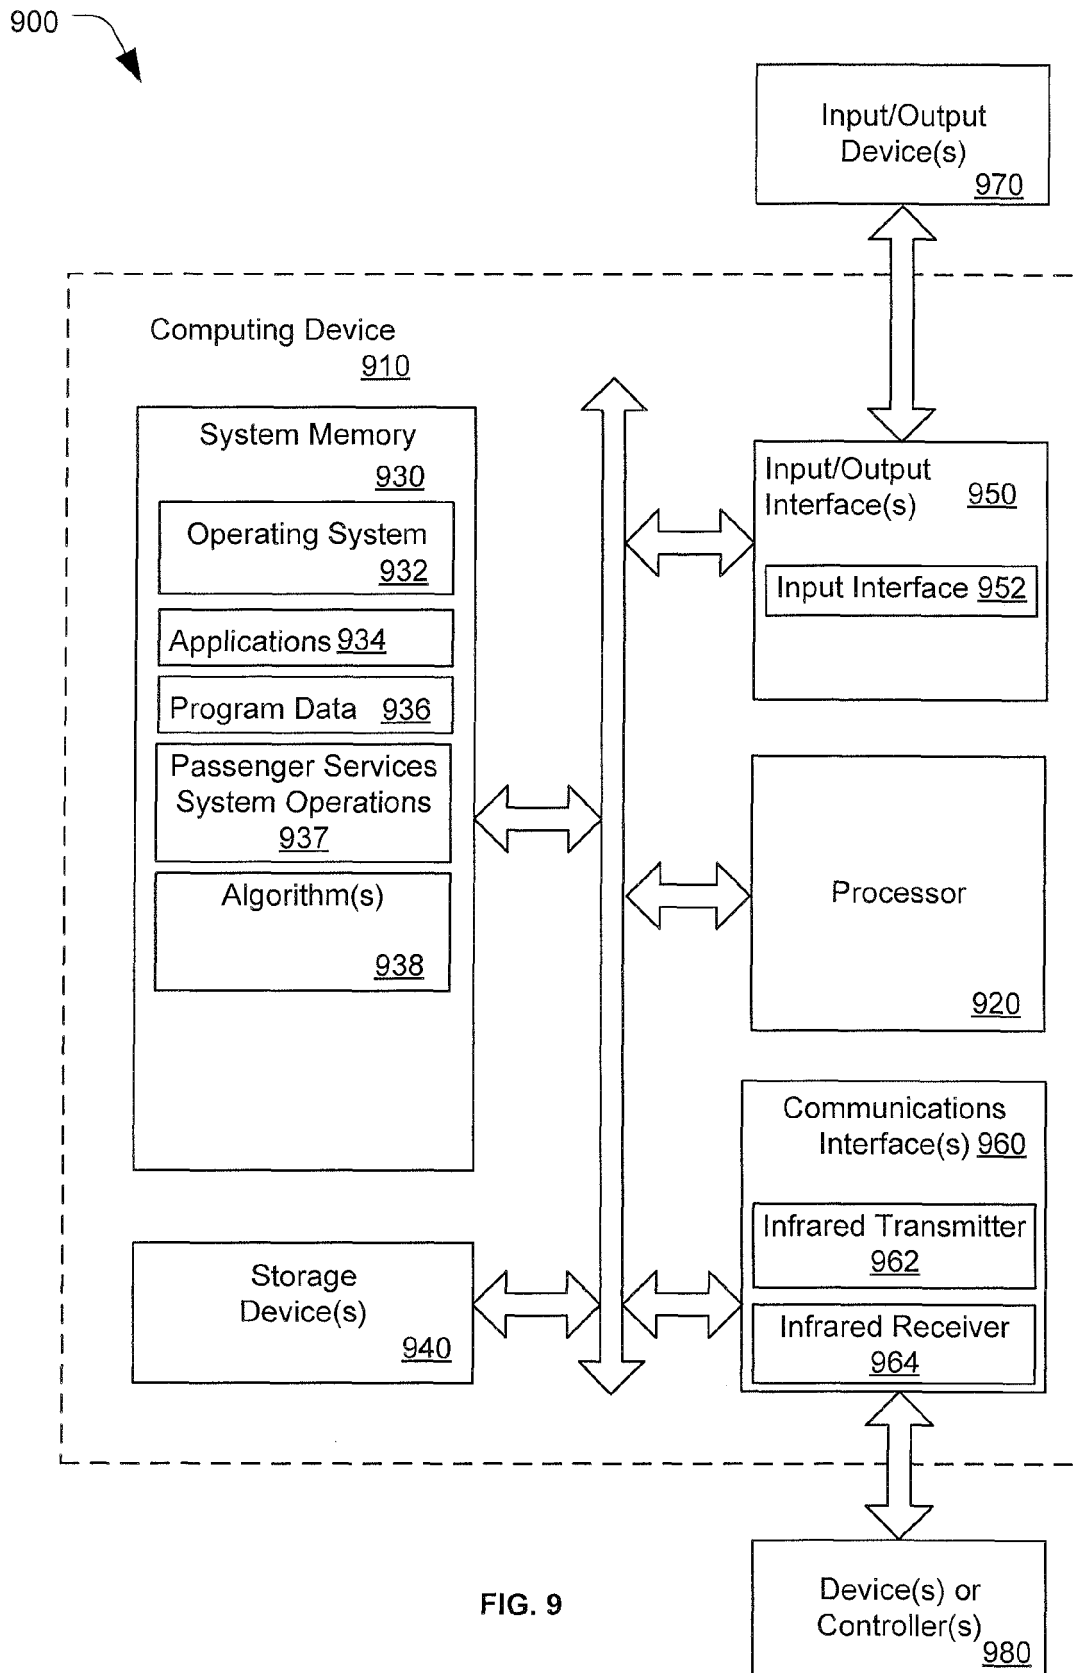 900
Input/Output
Device(s)
970
Computing Device
910
System Memory
930
Operating System
932
Applications 934
Program Data 936
Passenger Services
System Operations
937
Algorithm(s)
938
Storage
Device(s)
940
Input/Output
Interface(s) 950
Input Interface 952
Processor
920
Communications
Interface(s) 960
Infrared Transmitter
962
Infrared Receiver
964
Device(s) or
Controller(s)
980
FIG. 9